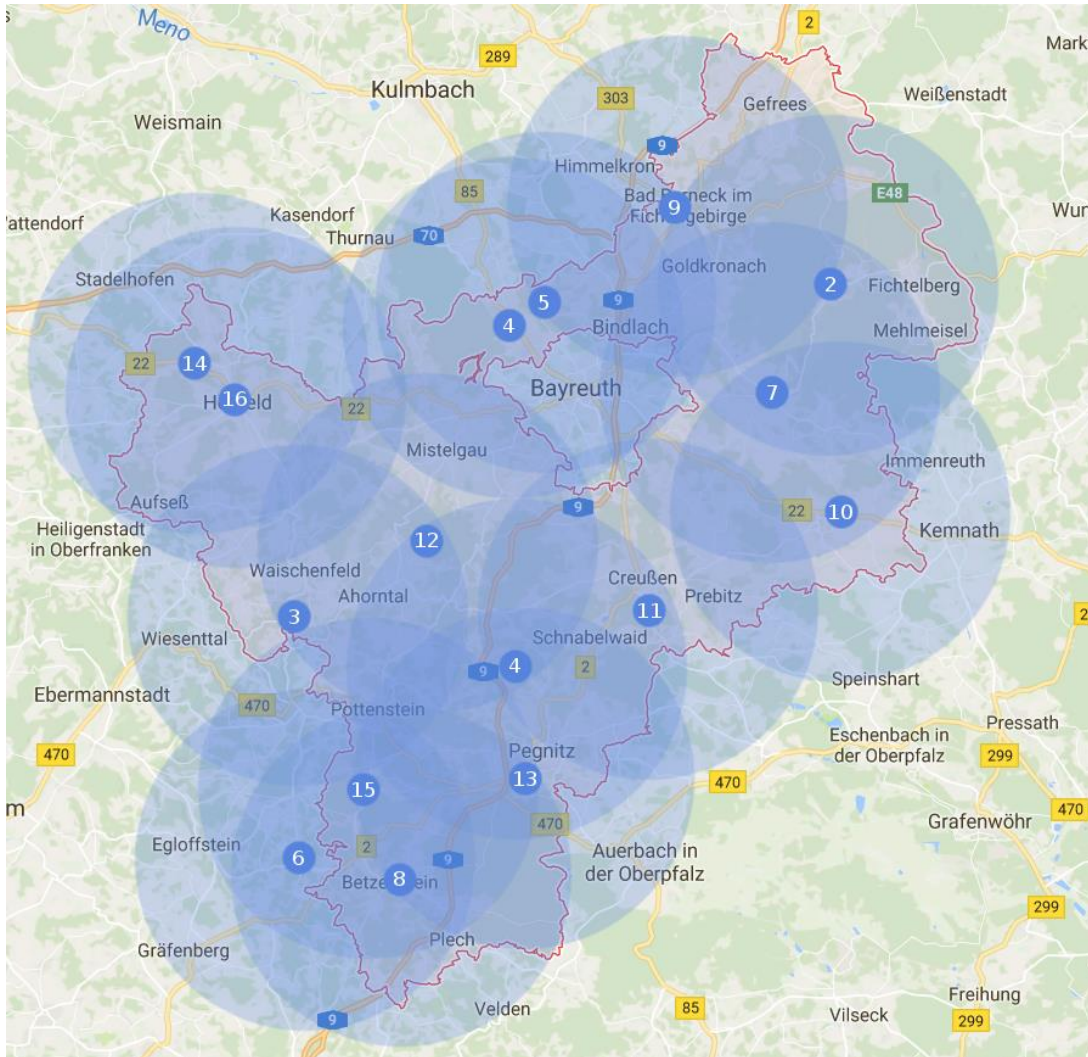 Meno
2
Mark
289
Kulmbach
303
Gefrees
Weißenstadt
Weismain
9
Himmelkron
85
E48
Bad Berneck im
Fichtelgebirge
9
Wun
attendorf
Kasendorf
Thurnau
70
Goldkronach
Stadelhofen
2
Fichtelberg
5
9
4
Bindlach
Mehlmeisel
22
14
Bayreuth
7
16
22
Mistelgau
Immenreuth
Aufseß
9
22
10
Heiligenstadt
in Oberfranken
Kemnath
12
Waischenfeld
Creußen
Ahorntal
Prebitz
3
11
2
Wiesenttal
Schnabelwaid
9
4
2
Speinshart
Ebermannstadt
470
Pottenstein
Pressath
Eschenbach in
der Oberpfalz
470
Pegnitz
299
13
470
15
m
470
470
Grafenwöhr
Egloffstein
2
6
9
Auerbach in
der Oberpfalz
8
299
Plech
Gräfenberg
Freihung
Velden
85
Vilseck
9
299